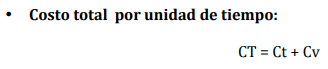 • Costo total por unidad de tiempo:
CT = Ct + Cv